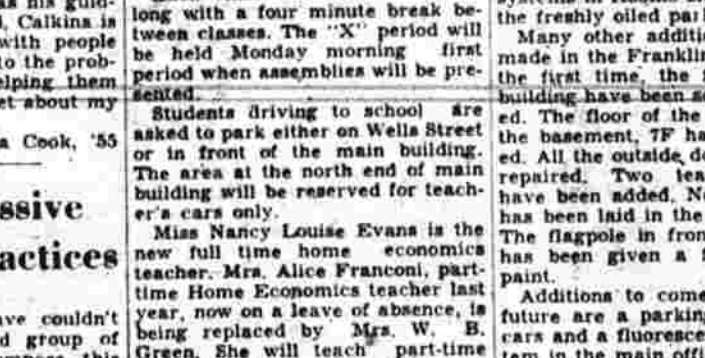 l, Calkins is
with people
to the prob-
elping them
et about my
a Cook, '55
ssive
actices
ave couldn't
d group of
long with a four minute break be-
tween classes. The "X" period will
be held Monday morning first
period when assemblies will be pre-
sented.
Students driving to school are
asked to park either on Wells Street
or in front of the main building.
The area at the north end of main
building will be reserved for teach-
er's cars only.
Miss Nancy Louise Evans is the
new full time home economics
teacher. Mrs. Alice Franconi, part-
time Home Economics teacher last
year, now on a leave of absence, is
being replaced by Mrs. W. B.
Green. She will teach part-time
the freshly oiled par
Many other additi
made in the Franklin
the first time, the
building have been
ed. The floor of the
the basement, 7F ha
ed. All the outside d
repaired. Two
have been added. N
has been laid in the
The flagpole in fron
has been given a f
paint.
Additions to come
future are a parking
cars and a fluoresce
tem in the main offi